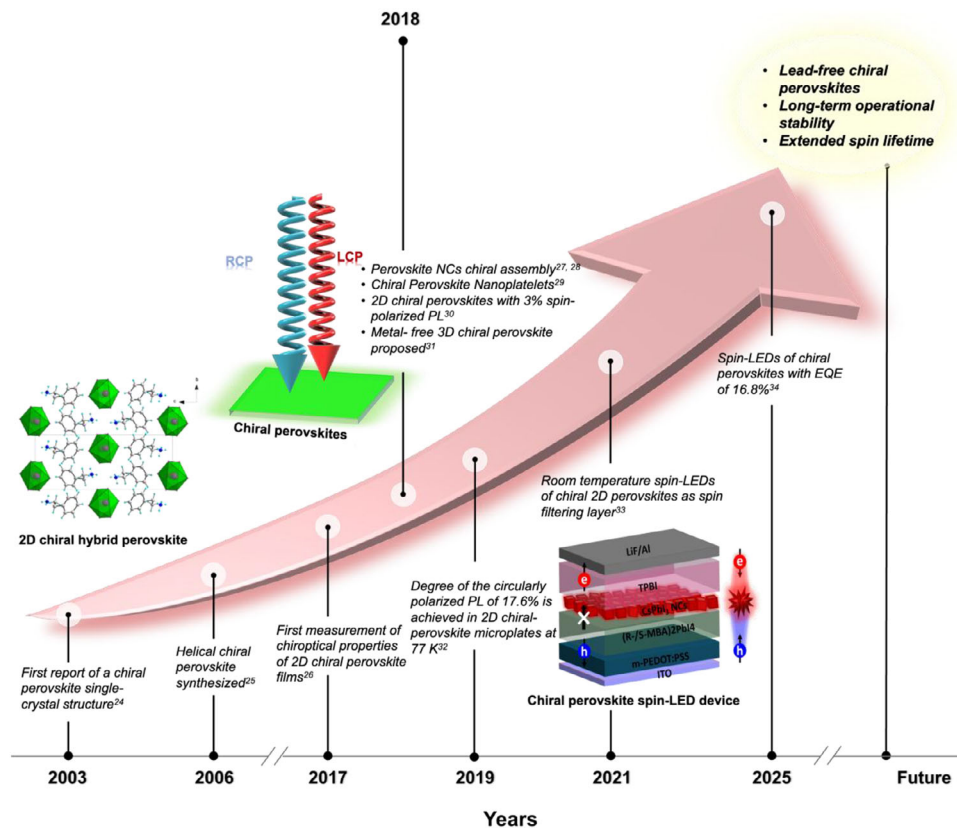 2018
• Lead-free chiral
perovskites
• Long-term operational
stability
• Extended spin lifetime
RCP
LCP
• Perovskite NCs chiral assembly27, 28
• Chiral Perovskite Nanoplatelets29
• 2D chiral perovskites with 3% spin-
polarized PL30
• Metal- free 3D chiral perovskite
proposed31
Chiral perovskites
2D chiral hybrid perovskite
Spin-LEDs of chiral
perovskites with EQE
of 16.8%34
Room temperature spin-LEDs
of chiral 2D perovskites as spin
filtering layer33
First report of a chiral
perovskite single-
crystal structure24
Helical chiral
perovskite
synthesized25
First measurement of
chiroptical properties
of 2D chiral perovskite
films26
Degree of the circularly
polarized PL of 17.6% is
achieved in 2D chiral-
perovskite microplates at
77 K32
LiF/Al
e
TPBI
CsPbI3 NCs
(R-/S-MBA)2PbI4
h
m-PEDOT:PSS
ITO
e
h
Chiral perovskite spin-LED device
2003
2006
2017
2019
2021
2025
Future
Years